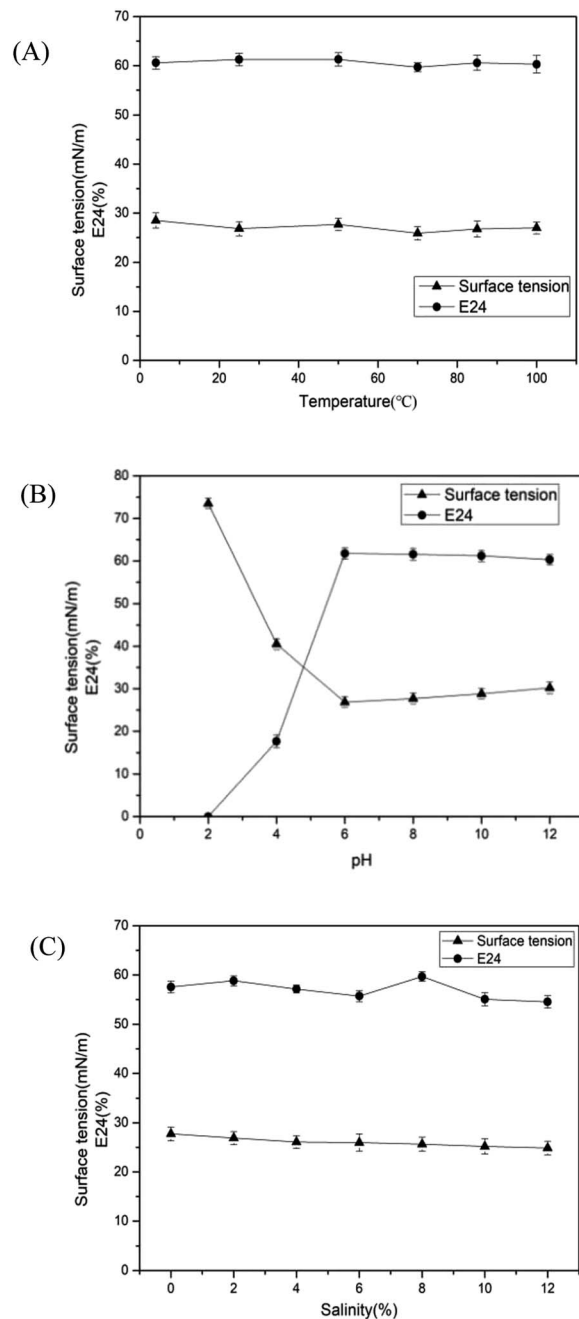 (A)
70
60
50
40
30
20
10
0
Surface tension(mN/m)
E24(%)
Surface tension
E24
0 20 40 60 80 100
Temperature(℃)
(B)
80
70
60
50
40
30
20
10
0
Surface tension(mN/m)
E24(%)
Surface tension
E24
0 2 4 6 8 10 12
pH
(C)
70
60
50
40
30
20
10
0
Surface tension(mN/m)
E24(%)
Surface tension
E24
0 2 4 6 8 10 12
Salinity(%)